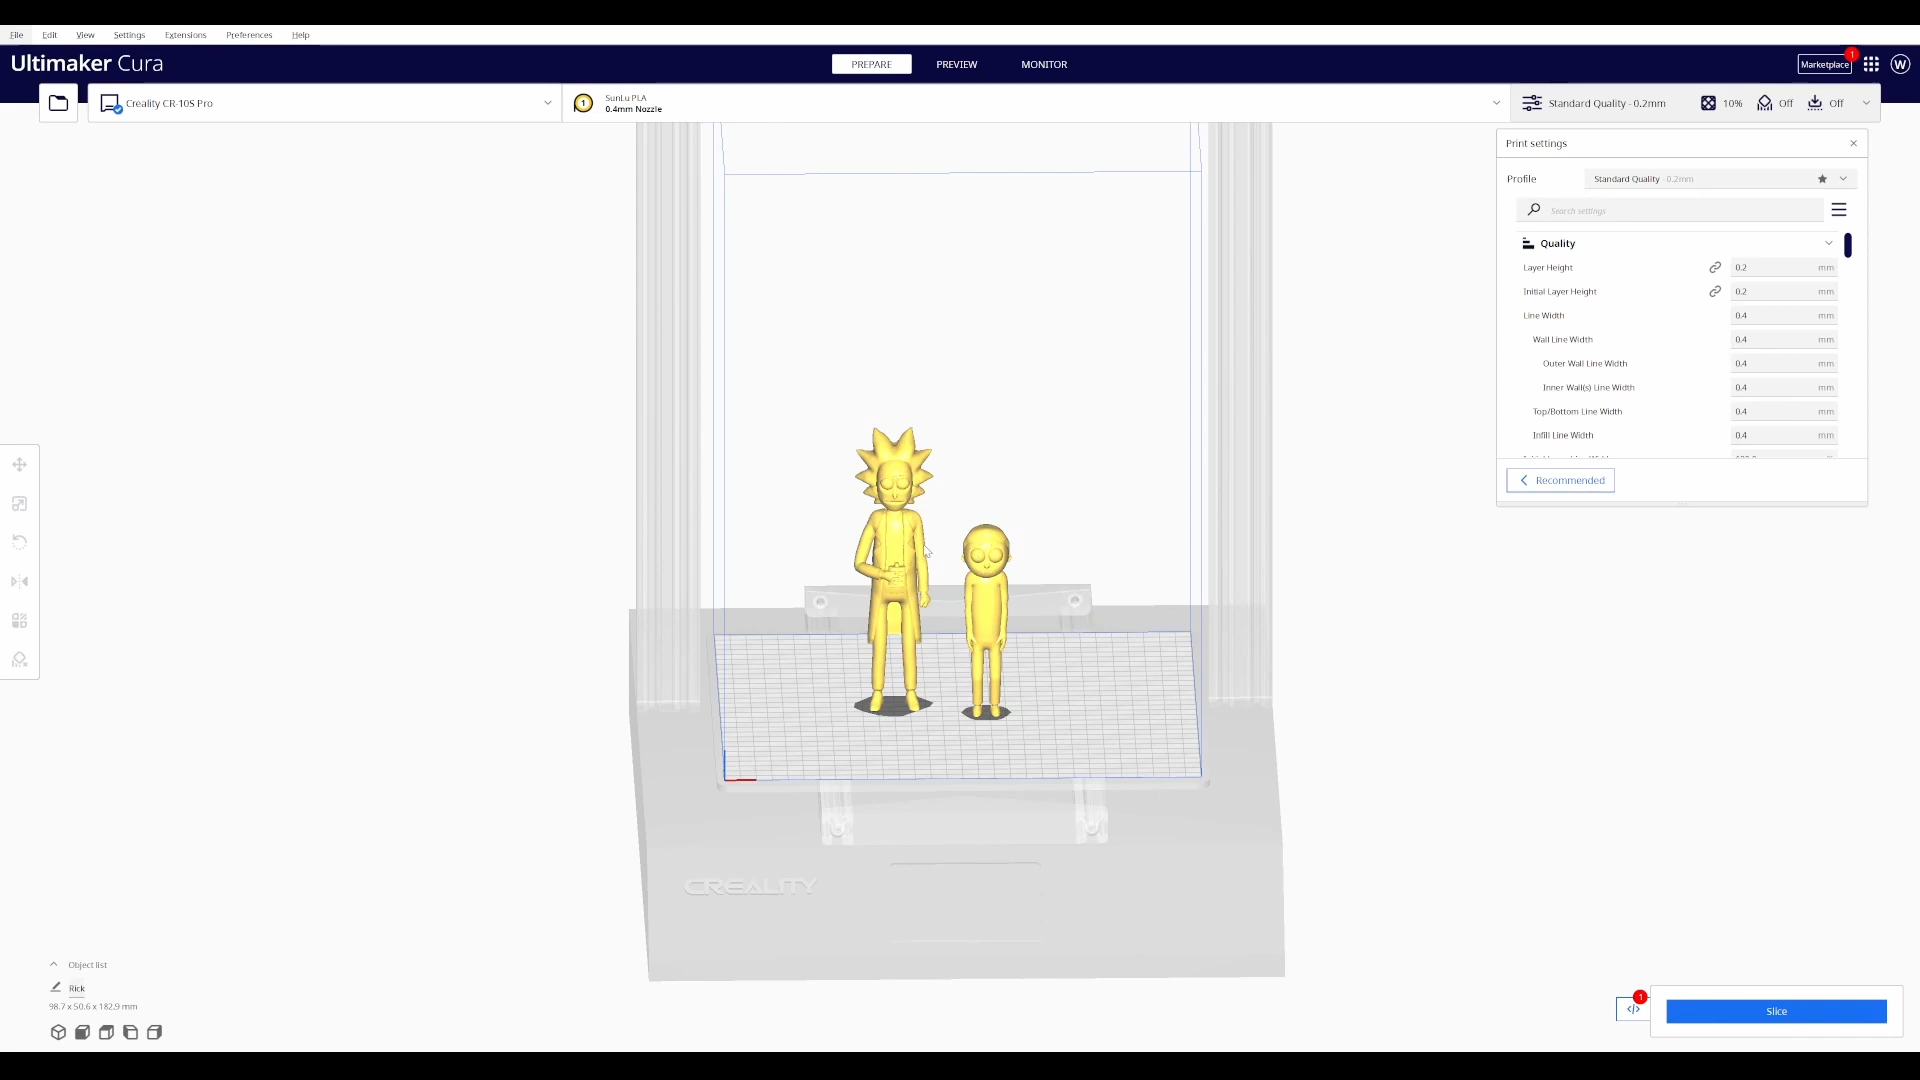 File Edit View Settings Extensions Preferences Help
Ultimaker Cura
PREPARE PREVIEW MONITOR
Marketplace 1 W
Creality CR-10S Pro
1 SunLu PLA
0.4mm Nozzle
Standard Quality - 0.2mm 10% Off Off
Print settings
Profile Standard Quality - 0.2mm
Search settings
Quality
Layer Height 0.2 mm
Initial Layer Height 0.2 mm
Line Width 0.4 mm
Wall Line Width 0.4 mm
Outer Wall Line Width 0.4 mm
Inner Wall(s) Line Width 0.4 mm
Top/Bottom Line Width 0.4 mm
Infill Line Width 0.4 mm
Recommended
CREALITY
Object list
Rick
98.7 x 50.6 x 182.9 mm
1
Slice